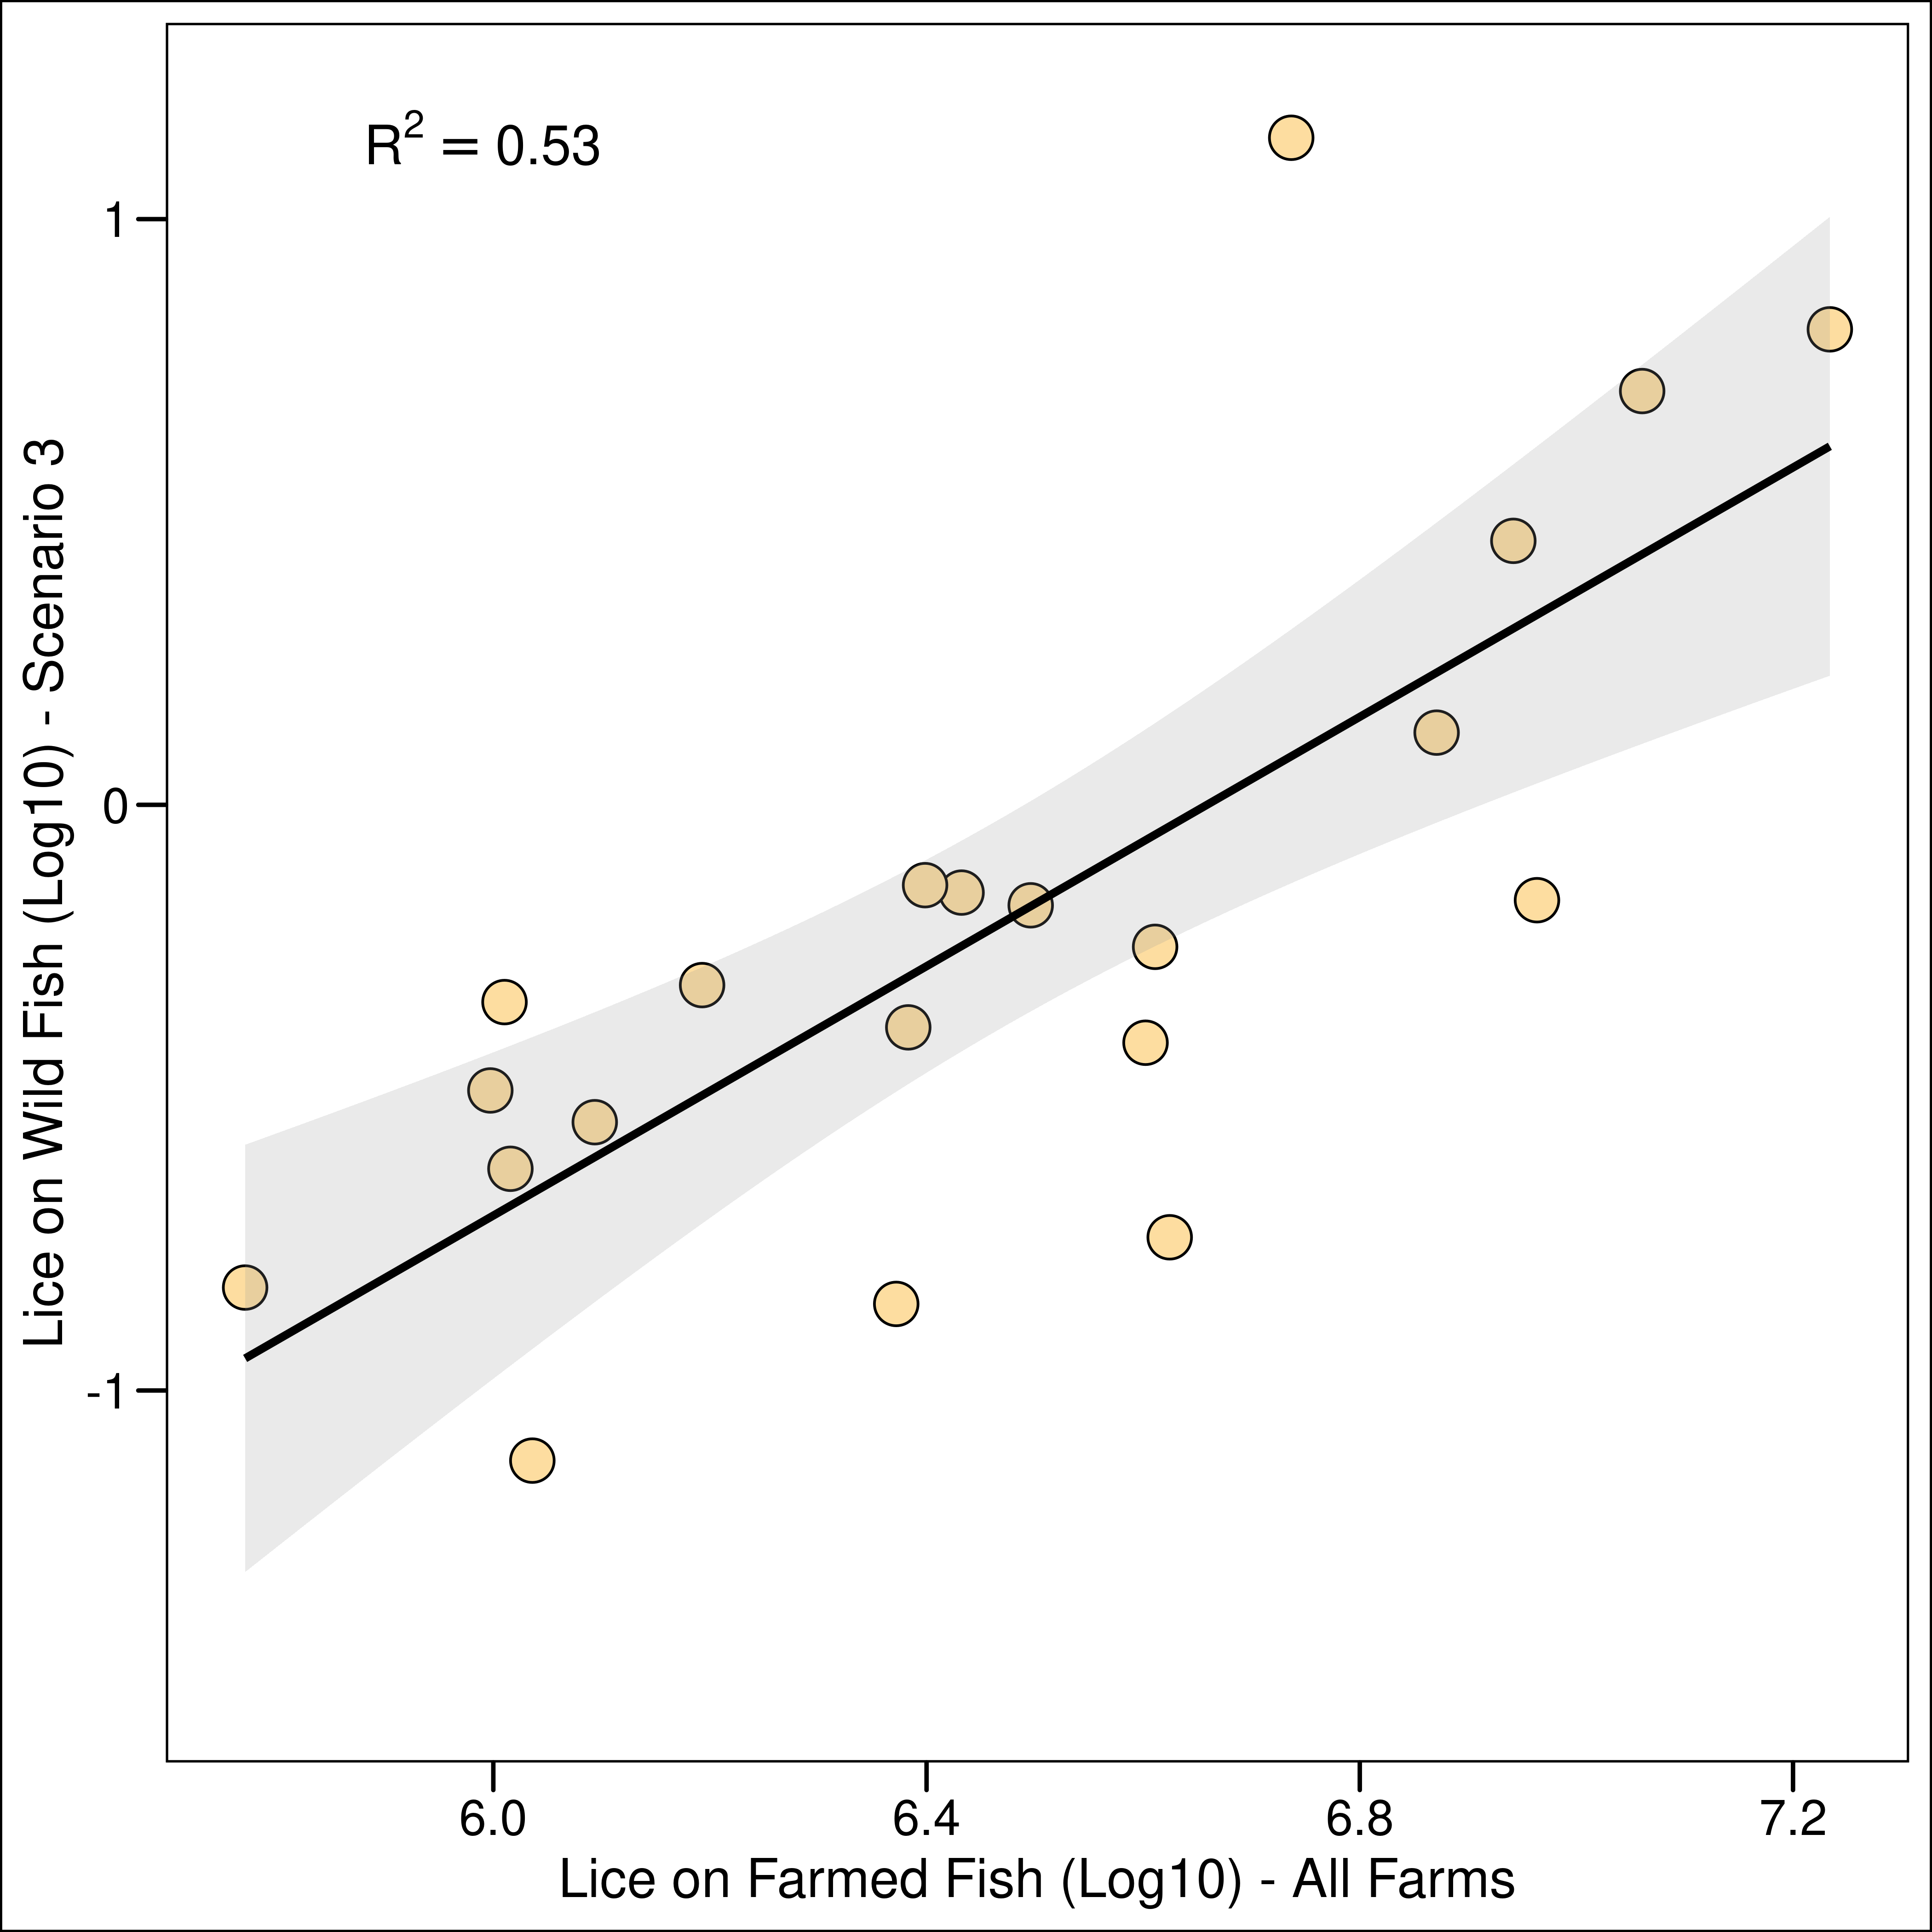 R² = 0.53
1
0
-1
Lice on Wild Fish (Log10) - Scenario 3
6.0 6.4 6.8 7.2
Lice on Farmed Fish (Log10) - All Farms